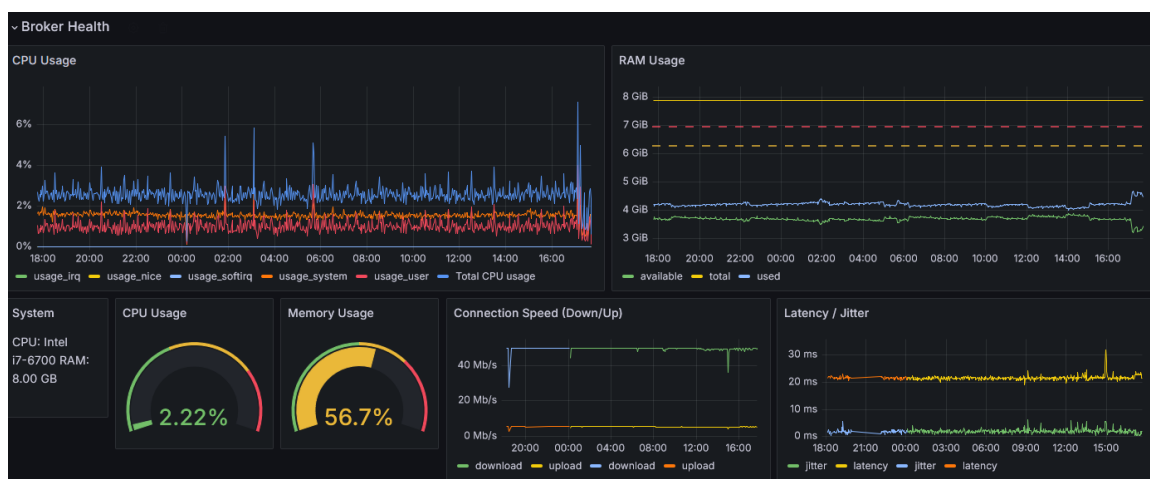 Broker Health
CPU Usage
6%
4%
2%
0%
18:00 20:00 22:00 00:00 02:00 04:00 06:00 08:00 10:00 12:00 14:00 16:00
usage_irq usage_nice usage_softirq usage_system usage_user Total CPU usage
RAM Usage
8 GiB
7 GiB
6 GiB
5 GiB
4 GiB
3 GiB
18:00 20:00 22:00 00:00 02:00 04:00 06:00 08:00 10:00 12:00 14:00 16:00
available total used
System
CPU: Intel
i7-6700 RAM:
8.00 GB
CPU Usage
2.22%
Memory Usage
56.7%
Connection Speed (Down/Up)
40 Mb/s
20 Mb/s
0 Mb/s
20:00 00:00 04:00 08:00 12:00 16:00
download upload download upload
Latency / Jitter
30 ms
20 ms
10 ms
0 ms
18:00 21:00 00:00 03:00 06:00 09:00 12:00 15:00
jitter latency jitter latency